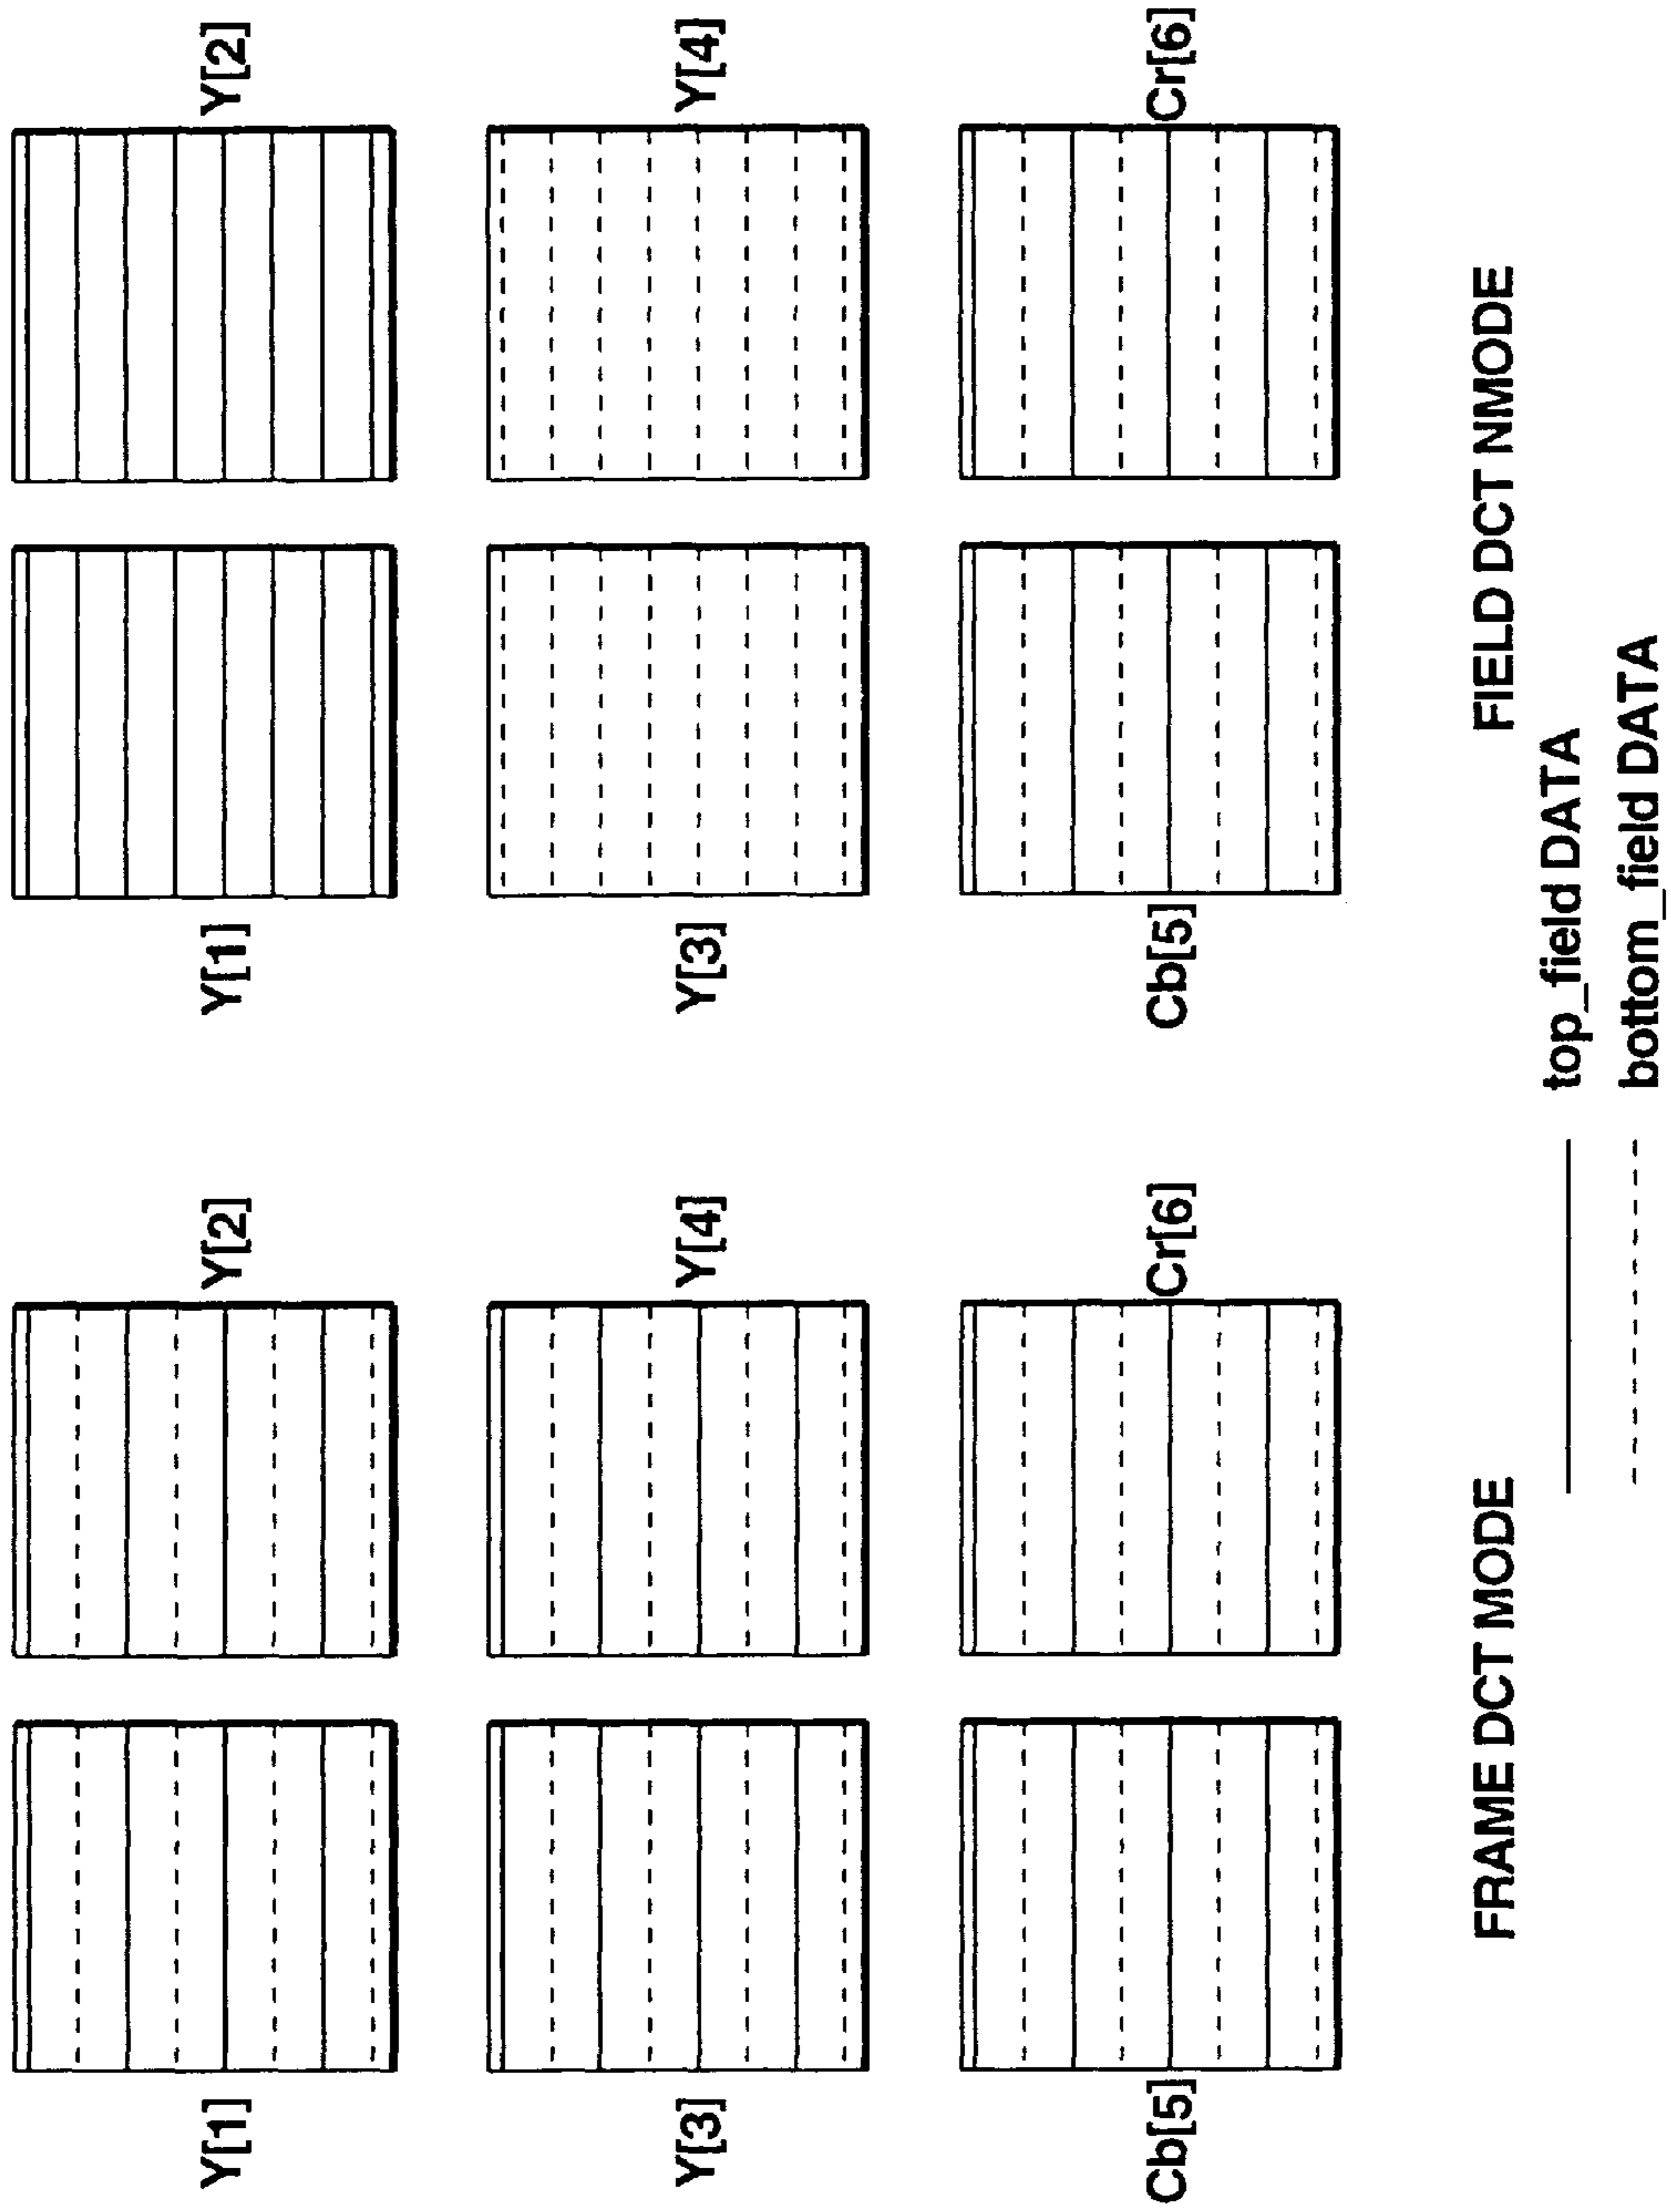 Y[1]
Y[2]
Y[3]
Y[4]
Cb[5]
Cr[6]
FRAME DCT MODE
Y[1]
Y[2]
Y[3]
Y[4]
Cb[5]
Cr[6]
FIELD DCT NMODE
top_field DATA
bottom_field DATA